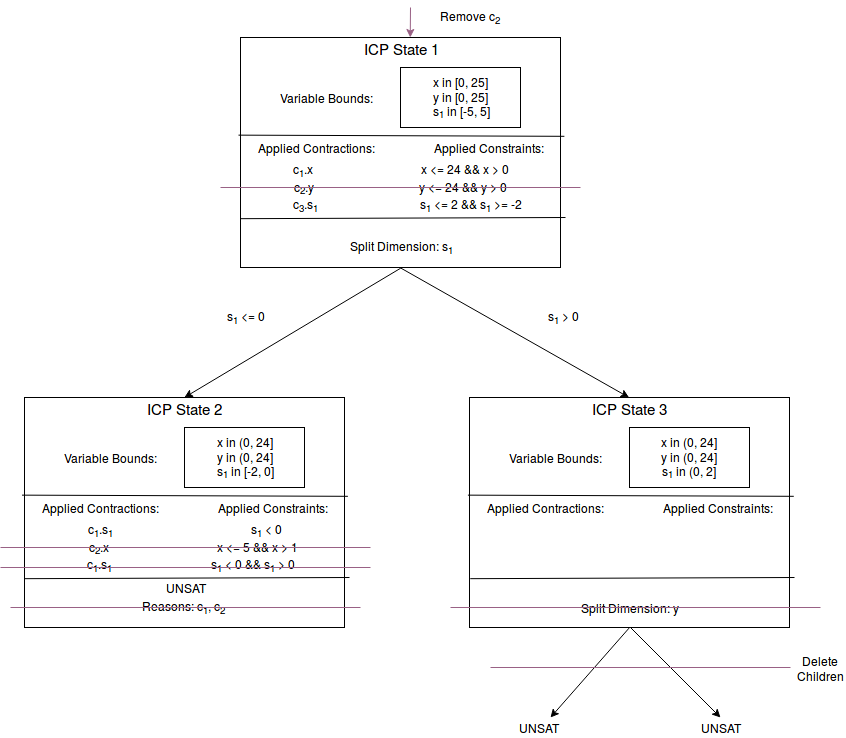 Remove c2
ICP State 1
Variable Bounds:
x in [0, 25]
y in [0, 25]
s1 in [-5, 5]
Applied Contractions: Applied Constraints:
c1.x x <= 24 && x > 0
c2.y y <= 24 && y > 0
c3.s1 s1 <= 2 && s1 >= -2
Split Dimension: s1
s1 <= 0
s1 > 0
ICP State 2
Variable Bounds:
x in (0, 24]
y in (0, 24]
s1 in [-2, 0]
Applied Contractions: Applied Constraints:
c1.s1 s1 < 0
c2.x x <= 5 && x > 1
c1.s1 s1 < 0 && s1 > 0
UNSAT
Reasons: c1, c2
ICP State 3
Variable Bounds:
x in (0, 24]
y in (0, 24]
s1 in (0, 2]
Applied Contractions: Applied Constraints:
Split Dimension: y
Delete
Children
UNSAT
UNSAT